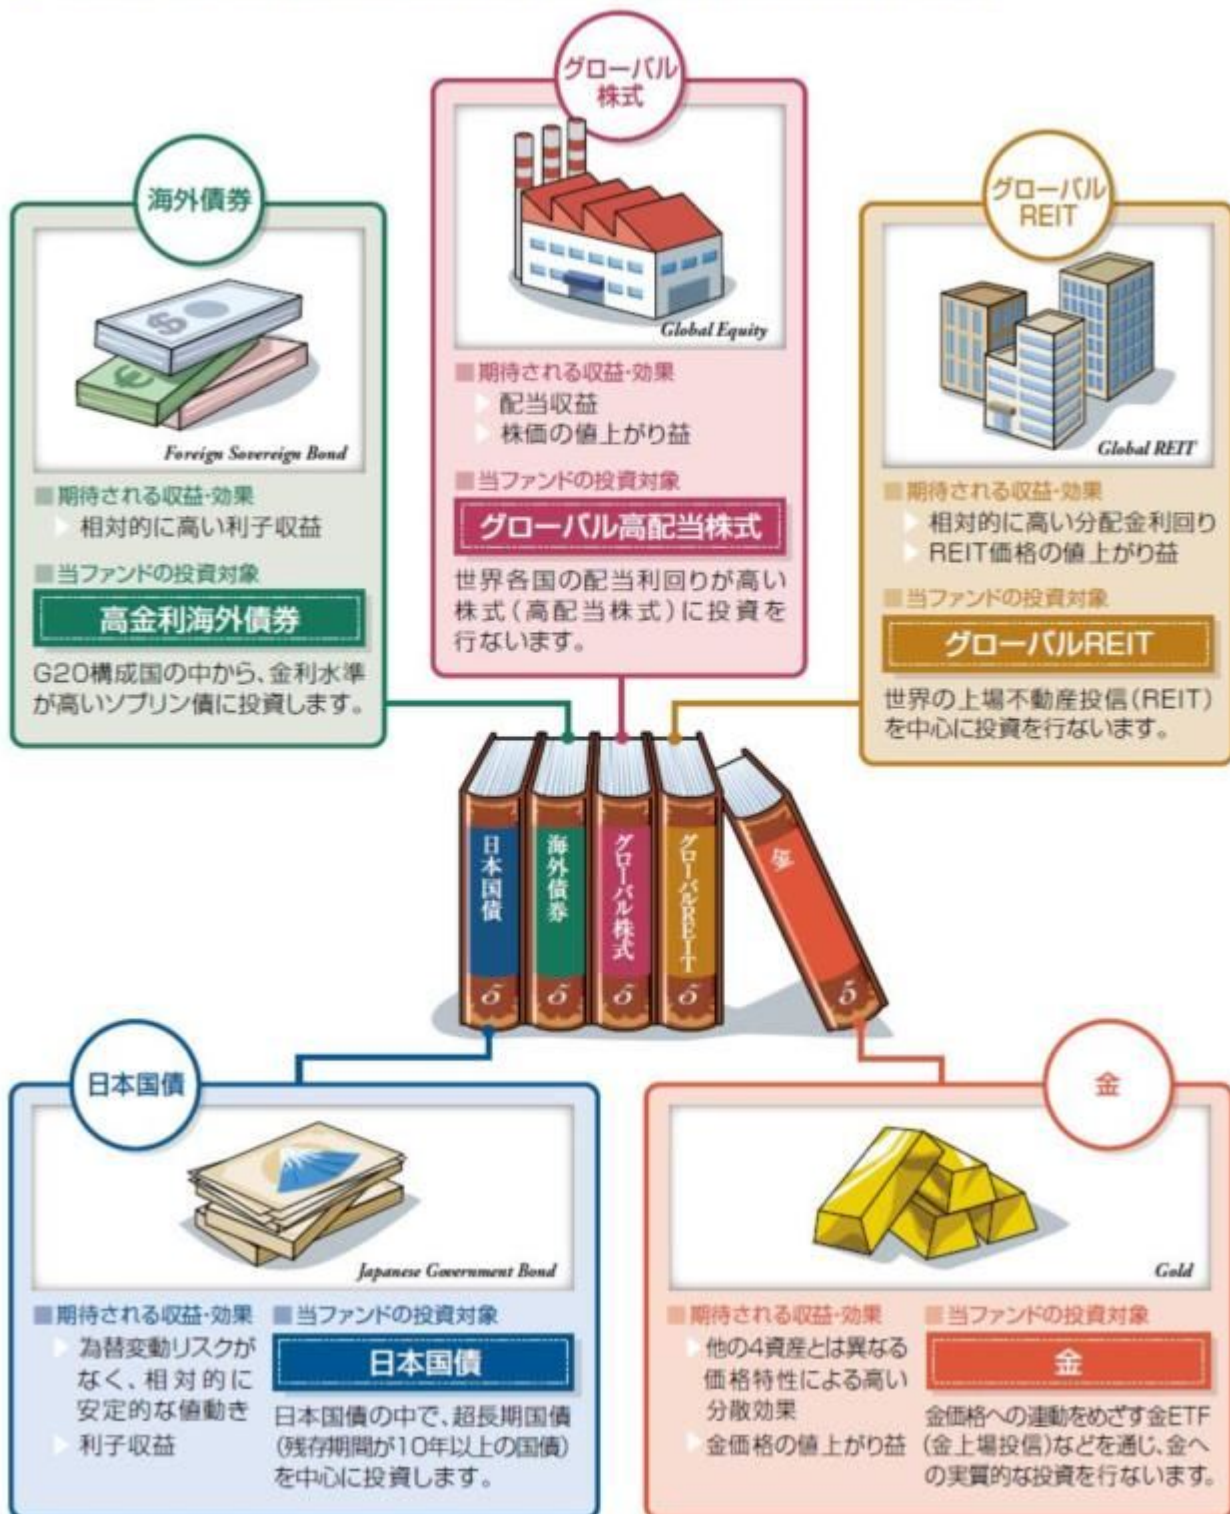 グローバル
株式
Global Equity
■期待される収益・効果
配当収益
株価の値上がり益
■当ファンドの投資対象
グローバル高配当株式
世界各国の配当利回りが高い
株式(高配当株式)に投資を
行ないます。
海外債券
Foreign Sovereign Bond
■期待される収益・効果
相対的に高い利子収益
■当ファンドの投資対象
高金利海外債券
G20構成国の中から、金利水準
が高いソブリン債に投資します。
グローバル
REIT
Global REIT
■期待される収益・効果
相対的に高い分配金利回り
REIT価格の値上がり益
■当ファンドの投資対象
グローバルREIT
世界の上場不動産投信(REIT)
を中心に投資を行ないます。
日本国債
海外債券
グローバル株式
グローバルREIT
金
5
5
5
5
5
日本国債
Japanese Government Bond
■期待される収益・効果
為替変動リスクが
なく、相対的に
安定的な値動き
利子収益
■当ファンドの投資対象
日本国債
日本国債の中で、超長期国債
(残存期間が10年以上の国債)
を中心に投資します。
金
Gold
■期待される収益・効果
他の4資産とは異なる
価格特性による高い
分散効果
金価格の値上がり益
■当ファンドの投資対象
金
金価格への連動をめざす金ETF
(金上場投信)などを通じ、金へ
の実質的な投資を行ないます。